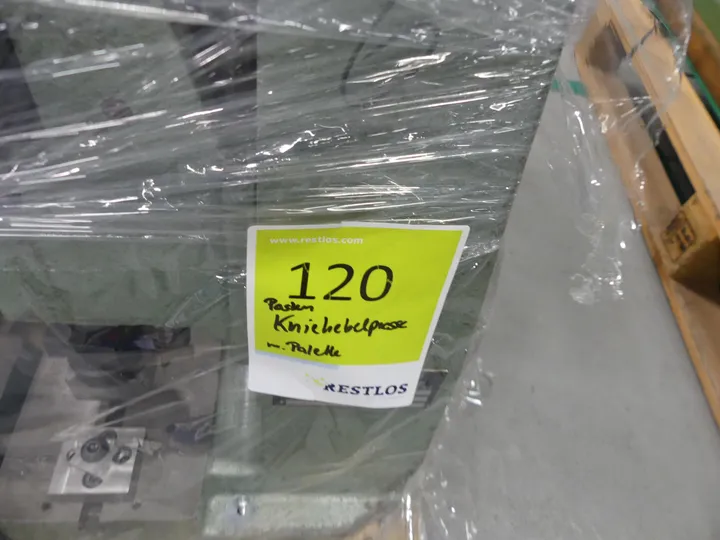 www.restlos.com
120
Posten
Kniehebelpresse
m. Palette
RESTLOS